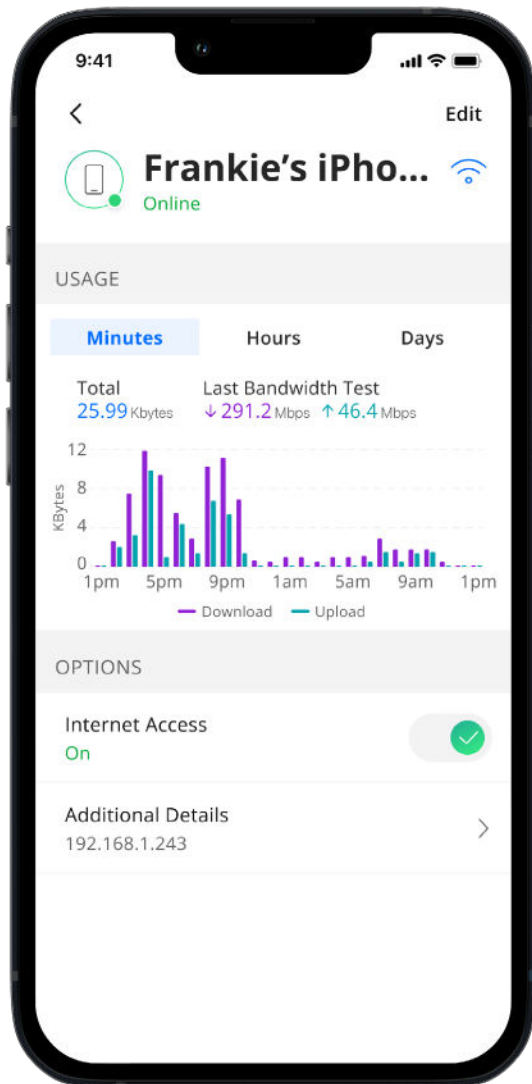 9:41
Edit
Frankie’s iPho...
Online
USAGE
Minutes Hours Days
Total Last Bandwidth Test
25.99 Kbytes ↓291.2 Mbps ↑46.4 Mbps
12
8
4
0
KBytes
1pm 5pm 9pm 1am 5am 9am 1pm
Download Upload
OPTIONS
Internet Access
On
Additional Details
192.168.1.243